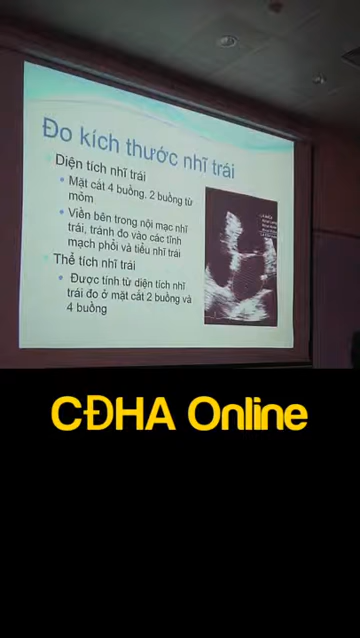 Đo kích thước nhĩ trái
Diện tích nhĩ trái
Mặt cắt 4 buồng, 2 buồng từ
mỏm
Viền bên trong nội mạc nhĩ
trái, tránh đo vào các tĩnh
mạch phổi và tiểu nhĩ trái
Thể tích nhĩ trái
Được tính từ diện tích nhĩ
trái đo ở mặt cắt 2 buồng và
4 buồng
CĐHA Online